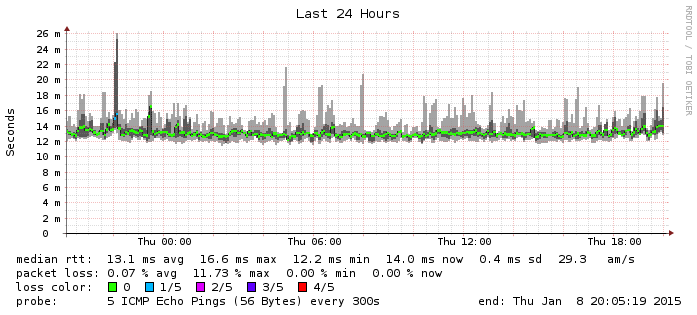 Last 24 Hours
RRDTOOL / TOBI OETIKER
Seconds
26 m
24 m
22 m
20 m
18 m
16 m
14 m
12 m
10 m
8 m
6 m
4 m
2 m
0
Thu 00:00 Thu 06:00 Thu 12:00 Thu 18:00
median rtt: 13.1 ms avg 16.6 ms max 12.2 ms min 14.0 ms now 0.4 ms sd 29.3 am/s
packet loss: 0.07 % avg 11.73 % max 0.00 % min 0.00 % now
loss color: 0 1/5 2/5 3/5 4/5
probe: 5 ICMP Echo Pings (56 Bytes) every 300s end: Thu Jan 8 20:05:19 2015